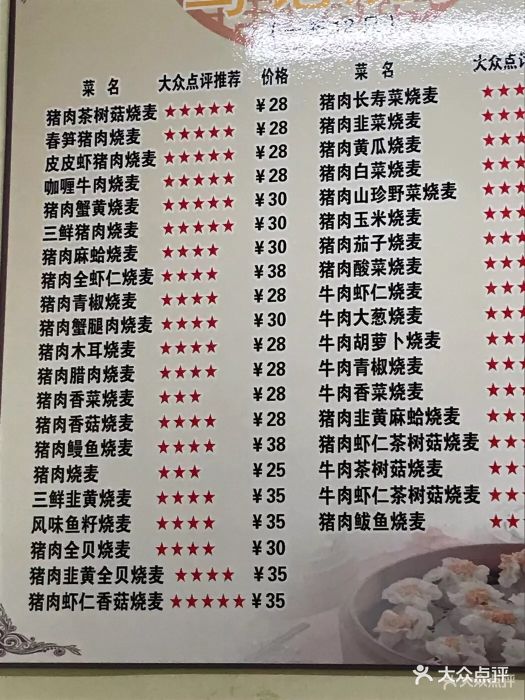 菜 名 大众点评推荐 价格
猪肉茶树菇烧麦 ★★★★★ ¥28
春笋猪肉烧麦 ★★★★★ ¥28
皮皮虾猪肉烧麦 ★★★★★ ¥28
咖喱牛肉烧麦 ★★★★★ ¥28
猪肉蟹黄烧麦 ★★★★★ ¥30
三鲜猪肉烧麦 ★★★★★ ¥30
猪肉麻蛤烧麦 ★★★★ ¥30
猪肉全虾仁烧麦 ★★★★ ¥38
猪肉青椒烧麦 ★★★★ ¥28
猪肉蟹腿肉烧麦 ★★★★ ¥30
猪肉木耳烧麦 ★★★★ ¥28
猪肉腊肉烧麦 ★★★★ ¥28
猪肉香菜烧麦 ★★★ ¥28
猪肉香菇烧麦 ★★★★ ¥28
猪肉鳗鱼烧麦 ★★★★ ¥38
猪肉烧麦 ★★★ ¥25
三鲜韭黄烧麦 ★★★★ ¥35
风味鱼籽烧麦 ★★★★ ¥35
猪肉全贝烧麦 ★★★★ ¥30
猪肉韭黄全贝烧麦 ★★★★ ¥35
猪肉虾仁香菇烧麦 ★★★★★ ¥35
菜 名 大众点评
猪肉长寿菜烧麦 ★★★
猪肉韭菜烧麦 ★★★
猪肉黄瓜烧麦 ★★★
猪肉白菜烧麦 ★★★
猪肉山珍野菜烧麦 ★★★
猪肉玉米烧麦 ★★★
猪肉茄子烧麦 ★★★
猪肉酸菜烧麦 ★★★
牛肉虾仁烧麦 ★★★
牛肉大葱烧麦 ★★★
牛肉胡萝卜烧麦 ★★★
牛肉青椒烧麦 ★★★
牛肉香菜烧麦 ★★★
猪肉韭黄麻蛤烧麦 ★★★
猪肉虾仁茶树菇烧麦 ★★
牛肉茶树菇烧麦 ★★★
牛肉虾仁茶树菇烧麦 ★★
猪肉鲅鱼烧麦 ★★
大众点评